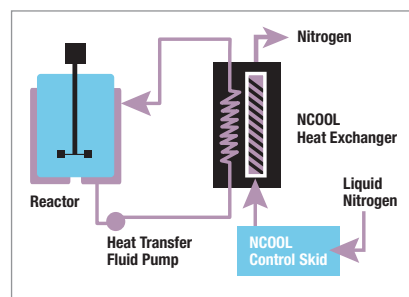 Nitrogen
NCOOL
Heat Exchanger
Reactor
Liquid
Nitrogen
Heat Transfer
Fluid Pump
NCOOL
Control Skid